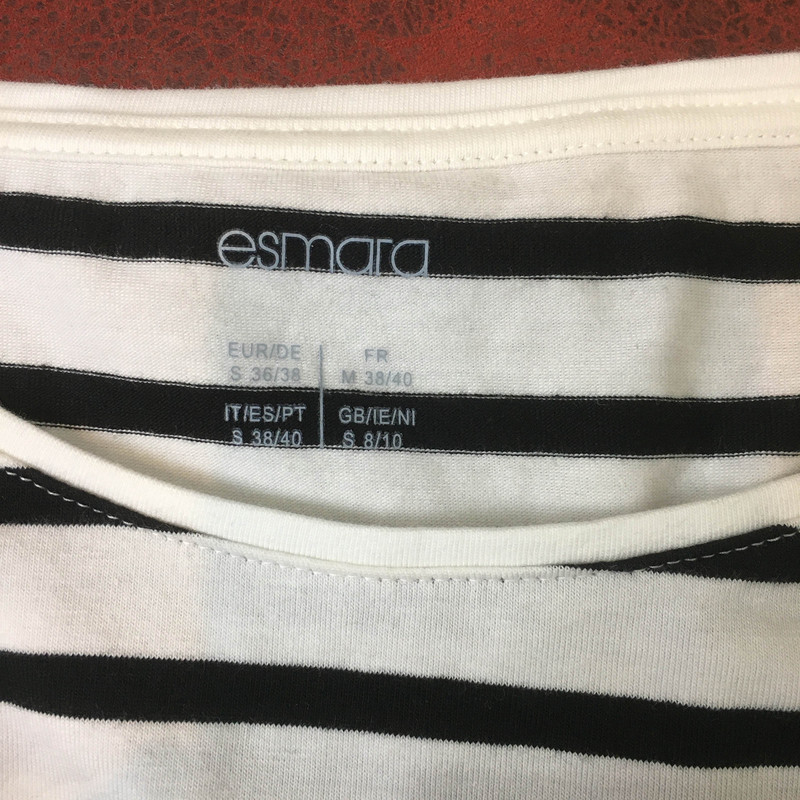 esmara
EUR/DE FR
S 36/38 M 38/40
IT/ES/PT GB/IE/NI
S 38/40 S 8/10